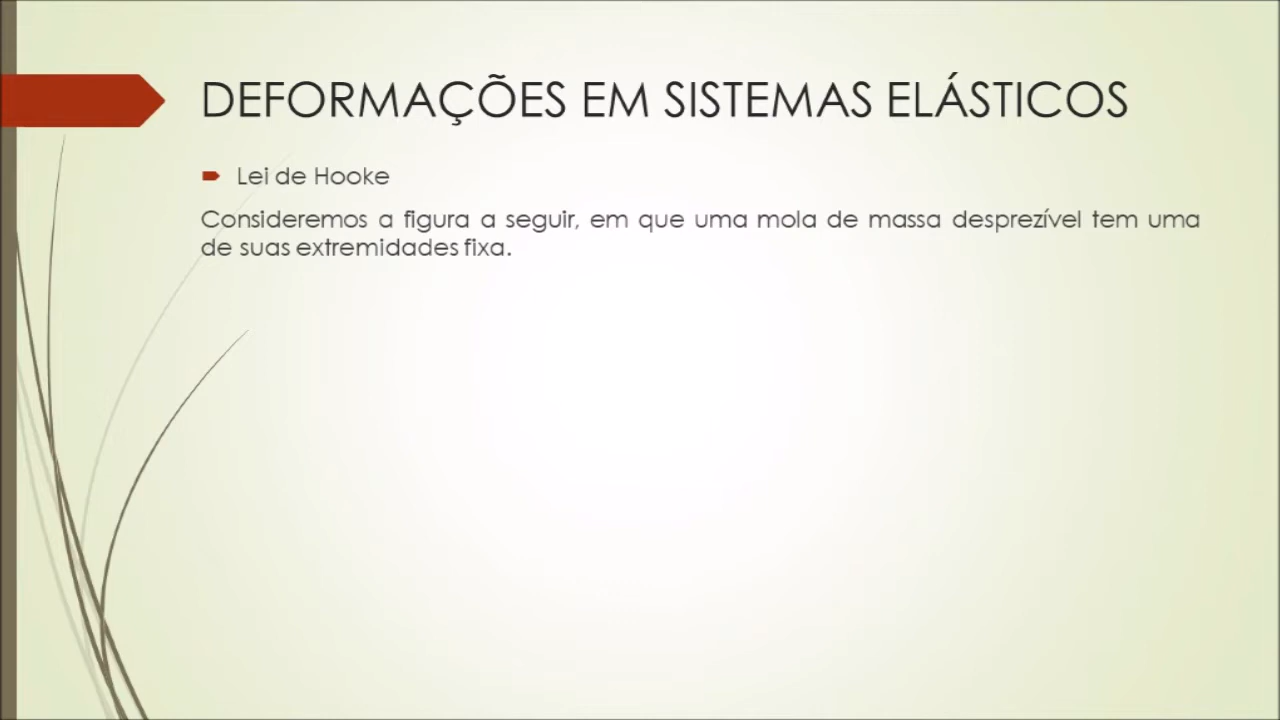 DEFORMAÇÕES EM SISTEMAS ELÁSTICOS
Lei de Hooke
Consideremos a figura a seguir, em que uma mola de massa desprezível tem uma
de suas extremidades fixa.